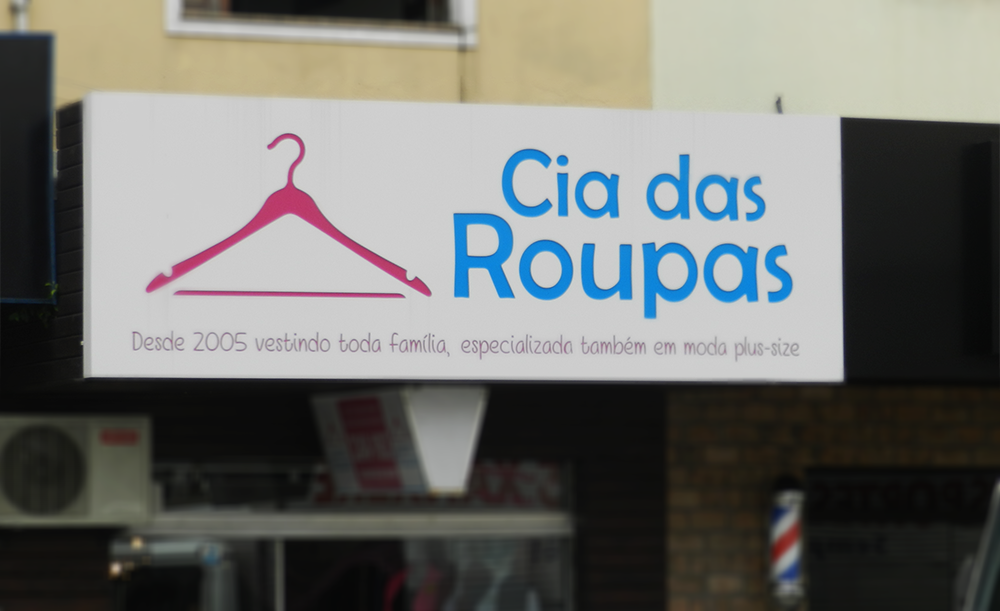 Cia das
Roupas
Desde 2005 vestindo toda família, especializada também em moda plus-size